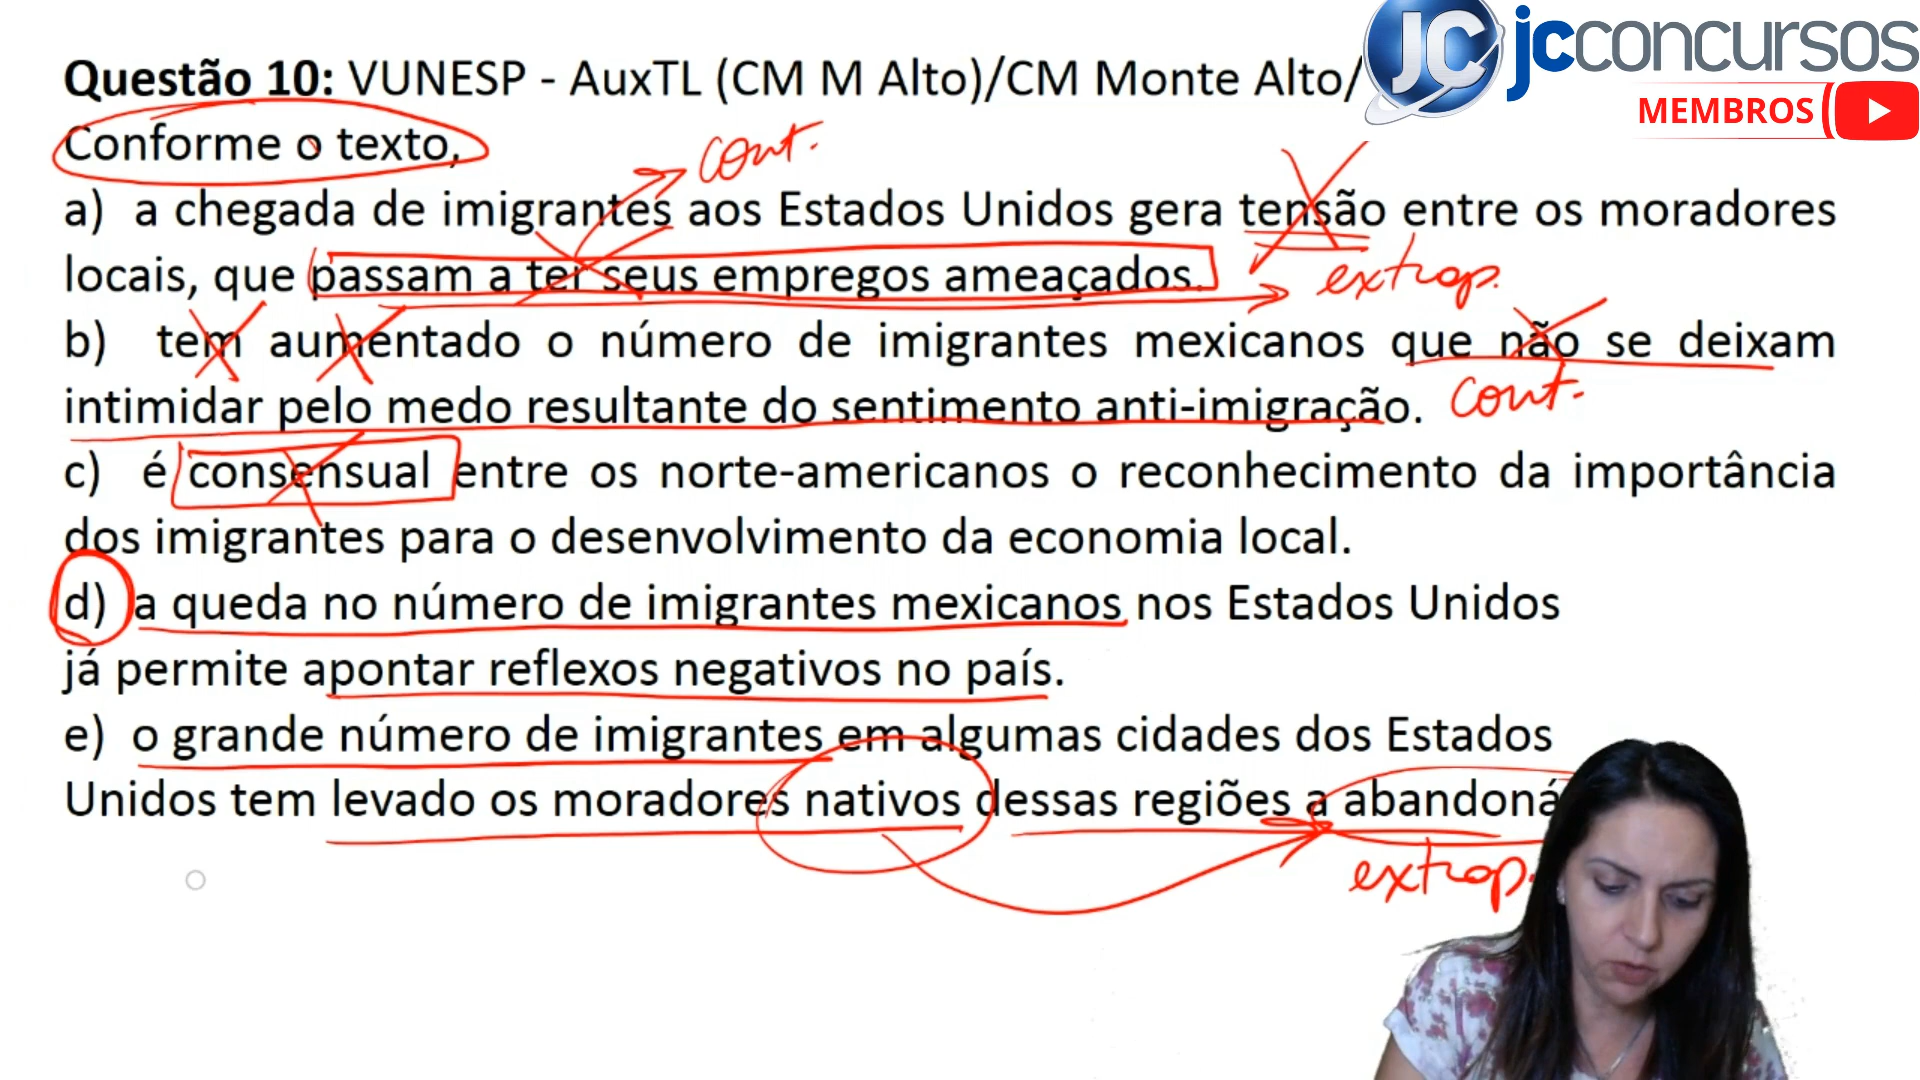 Questão 10: VUNESP - AuxTL (CM M Alto)/CM Monte Alto/
JC jcconcursos
MEMBROS
Conforme o texto,
cont.
a) a chegada de imigrantes aos Estados Unidos gera tensão entre os moradores
locais, que passam a ter seus empregos ameaçados.
extrap.
b) tem aumentado o número de imigrantes mexicanos que não se deixam
intimidar pelo medo resultante do sentimento anti-imigração.
cont.
c) é consensual entre os norte-americanos o reconhecimento da importância
dos imigrantes para o desenvolvimento da economia local.
d) a queda no número de imigrantes mexicanos nos Estados Unidos
já permite apontar reflexos negativos no país.
e) o grande número de imigrantes em algumas cidades dos Estados
Unidos tem levado os moradores nativos dessas regiões a abandoná
extrap.